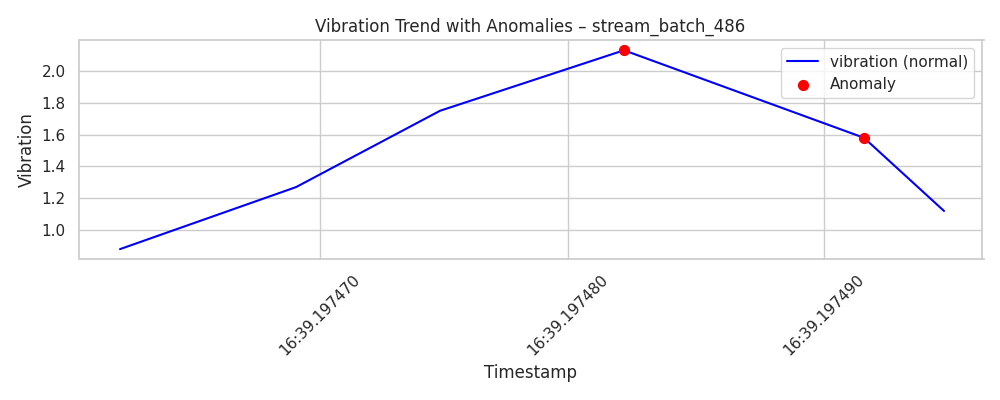 Vibration Trend with Anomalies – stream_batch_486
vibration (normal)
Anomaly
Vibration
2.0
1.8
1.6
1.4
1.2
1.0
16:39.197470
16:39.197480
16:39.197490
Timestamp